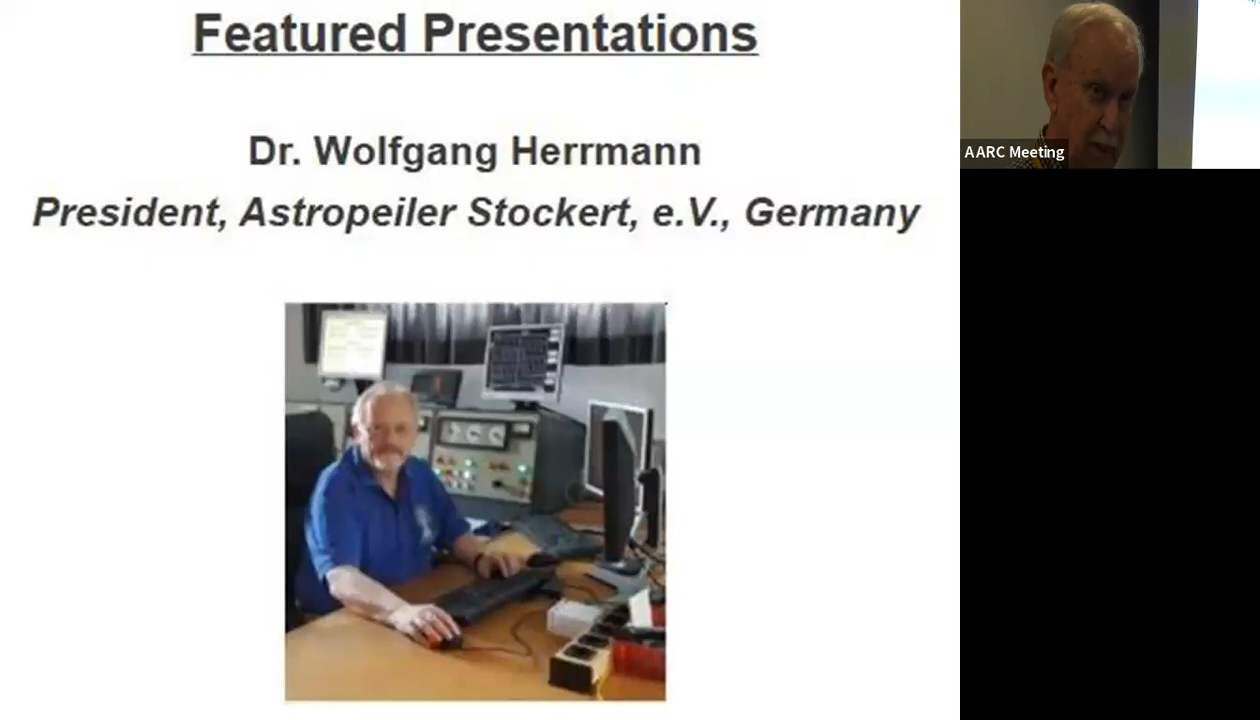 Featured Presentations
Dr. Wolfgang Herrmann
President, Astropeiler Stockert, e.V., Germany
AARC Meeting